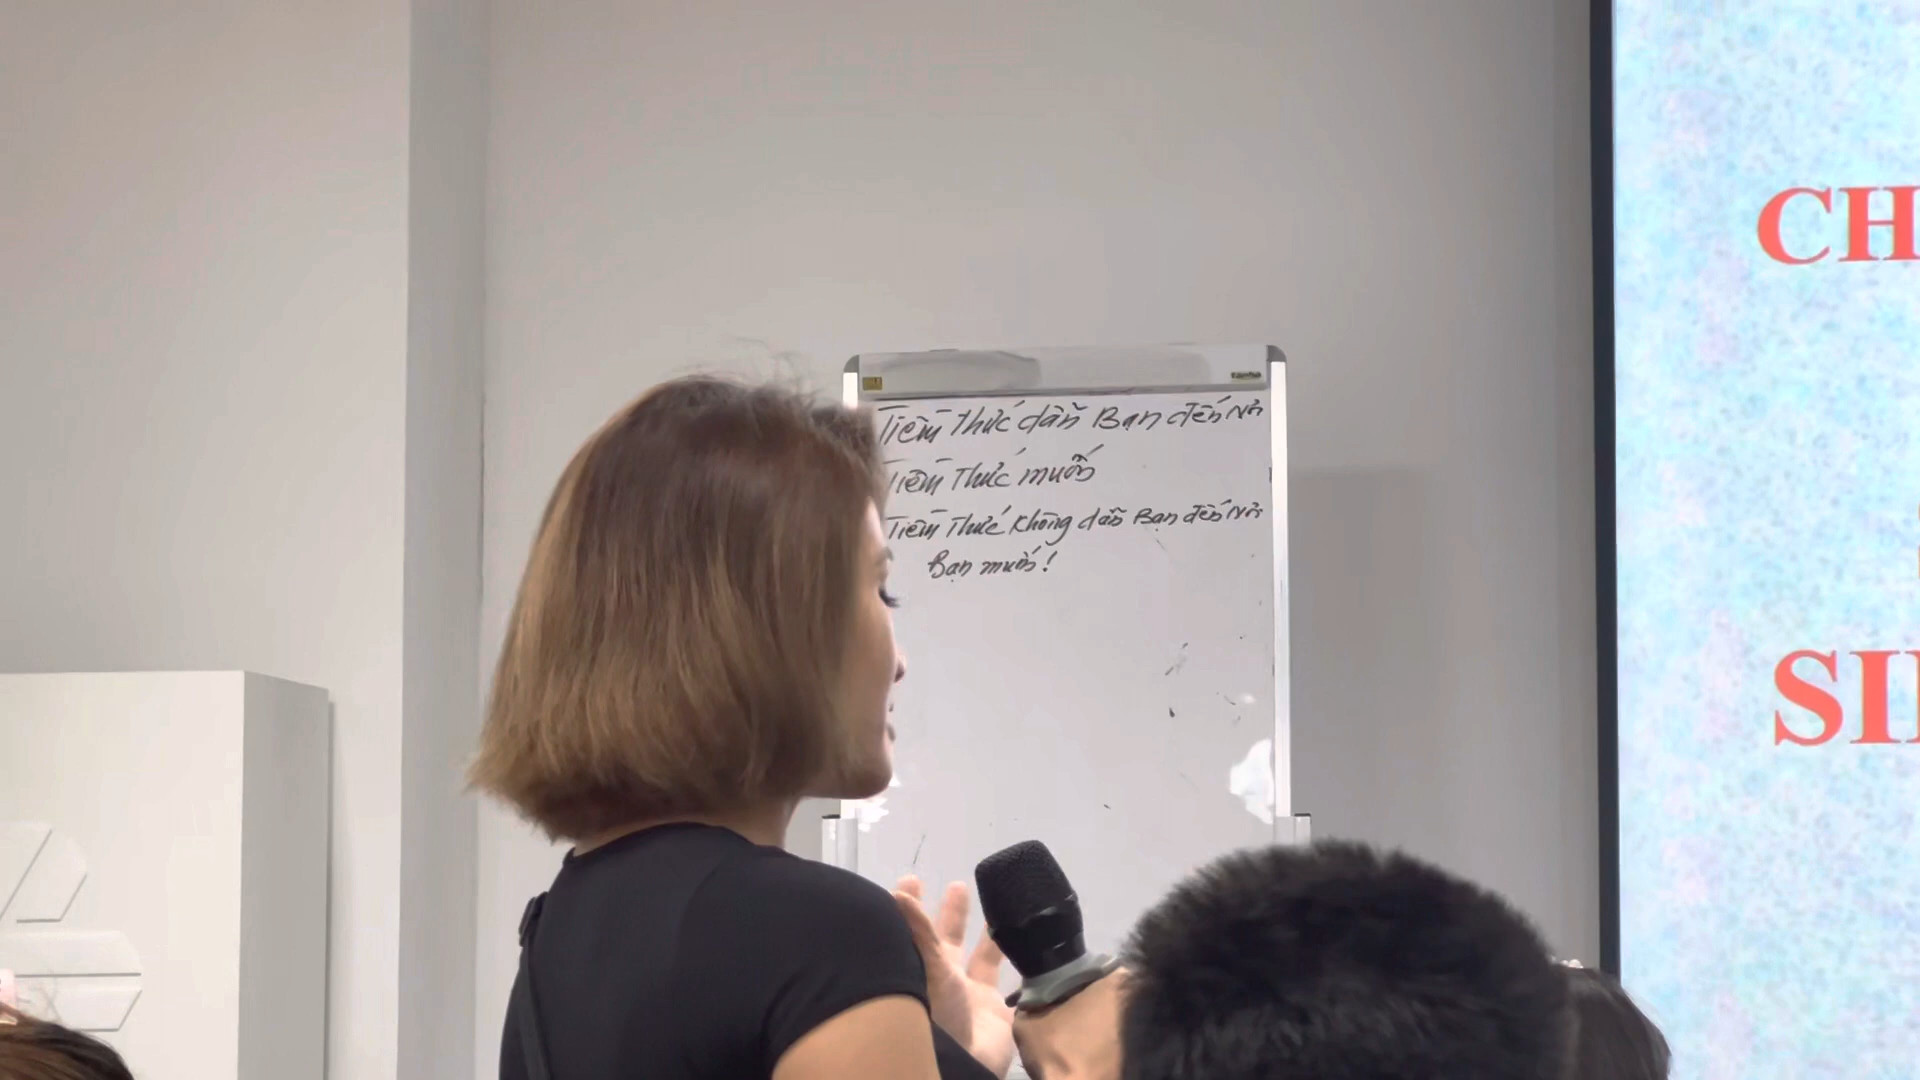 Tiềm Thức dẫn Bạn đến Nơi
Tiềm Thức muốn
Tiềm Thức Không dẫn Bạn đến Nơi
Bạn muốn!
CH
SI